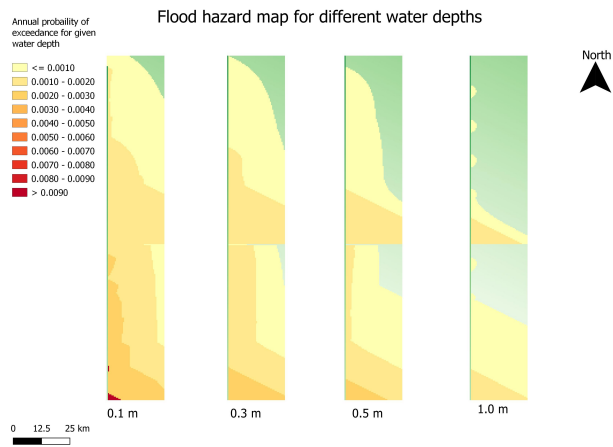 Flood hazard map for different water depths
Annual probaility of
exceedance for given
water depth
<= 0.0010
0.0010 - 0.0020
0.0020 - 0.0030
0.0030 - 0.0040
0.0040 - 0.0050
0.0050 - 0.0060
0.0060 - 0.0070
0.0070 - 0.0080
0.0080 - 0.0090
> 0.0090
North
0.1 m
0.3 m
0.5 m
1.0 m
0 12.5 25 km